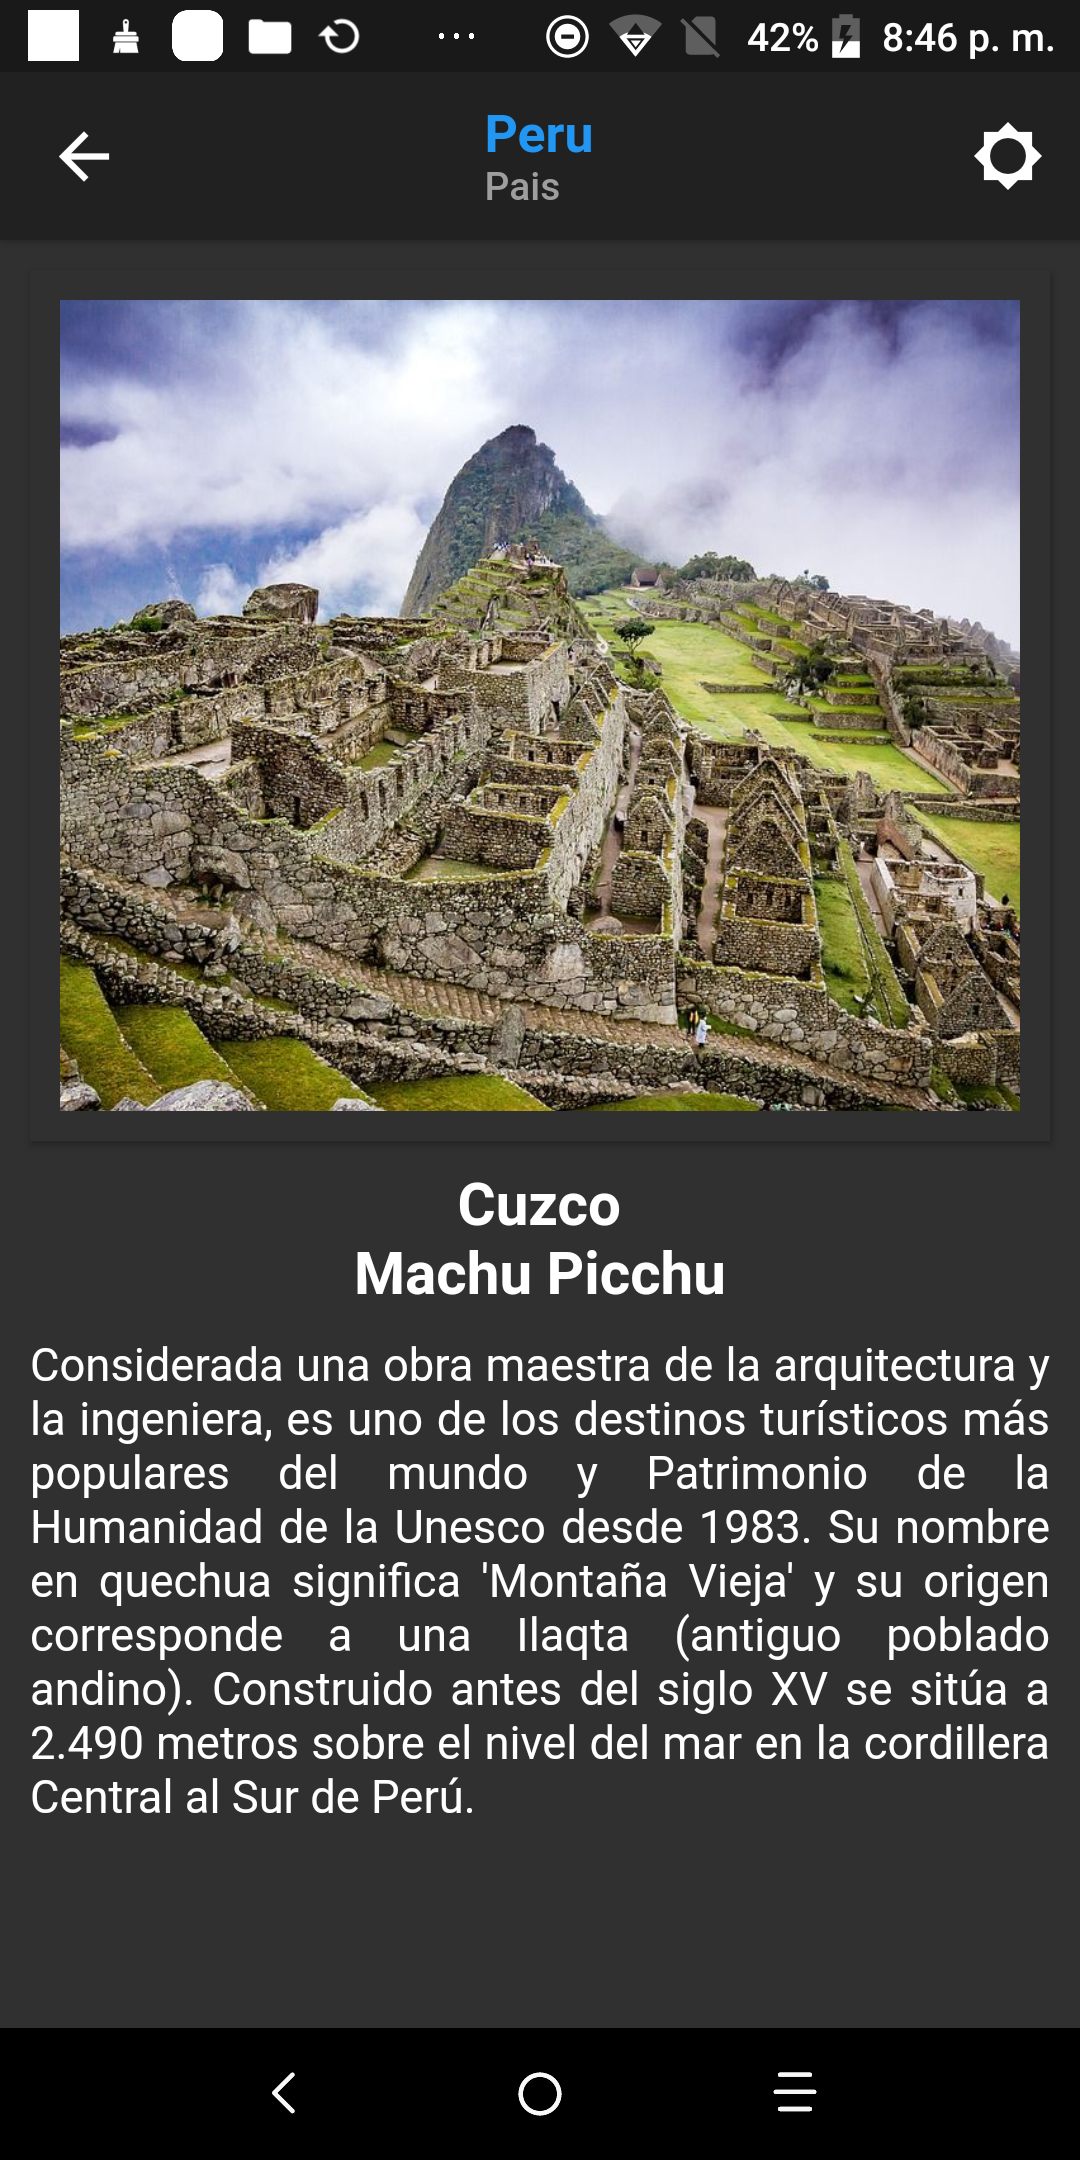 42% 8:46 p. m.
Peru
Pais
Cuzco
Machu Picchu
Considerada una obra maestra de la arquitectura y
la ingeniera, es uno de los destinos turísticos más
populares del mundo y Patrimonio de la
Humanidad de la Unesco desde 1983. Su nombre
en quechua significa 'Montaña Vieja' y su origen
corresponde a una Ilaqta (antiguo poblado
andino). Construido antes del siglo XV se sitúa a
2.490 metros sobre el nivel del mar en la cordillera
Central al Sur de Perú.